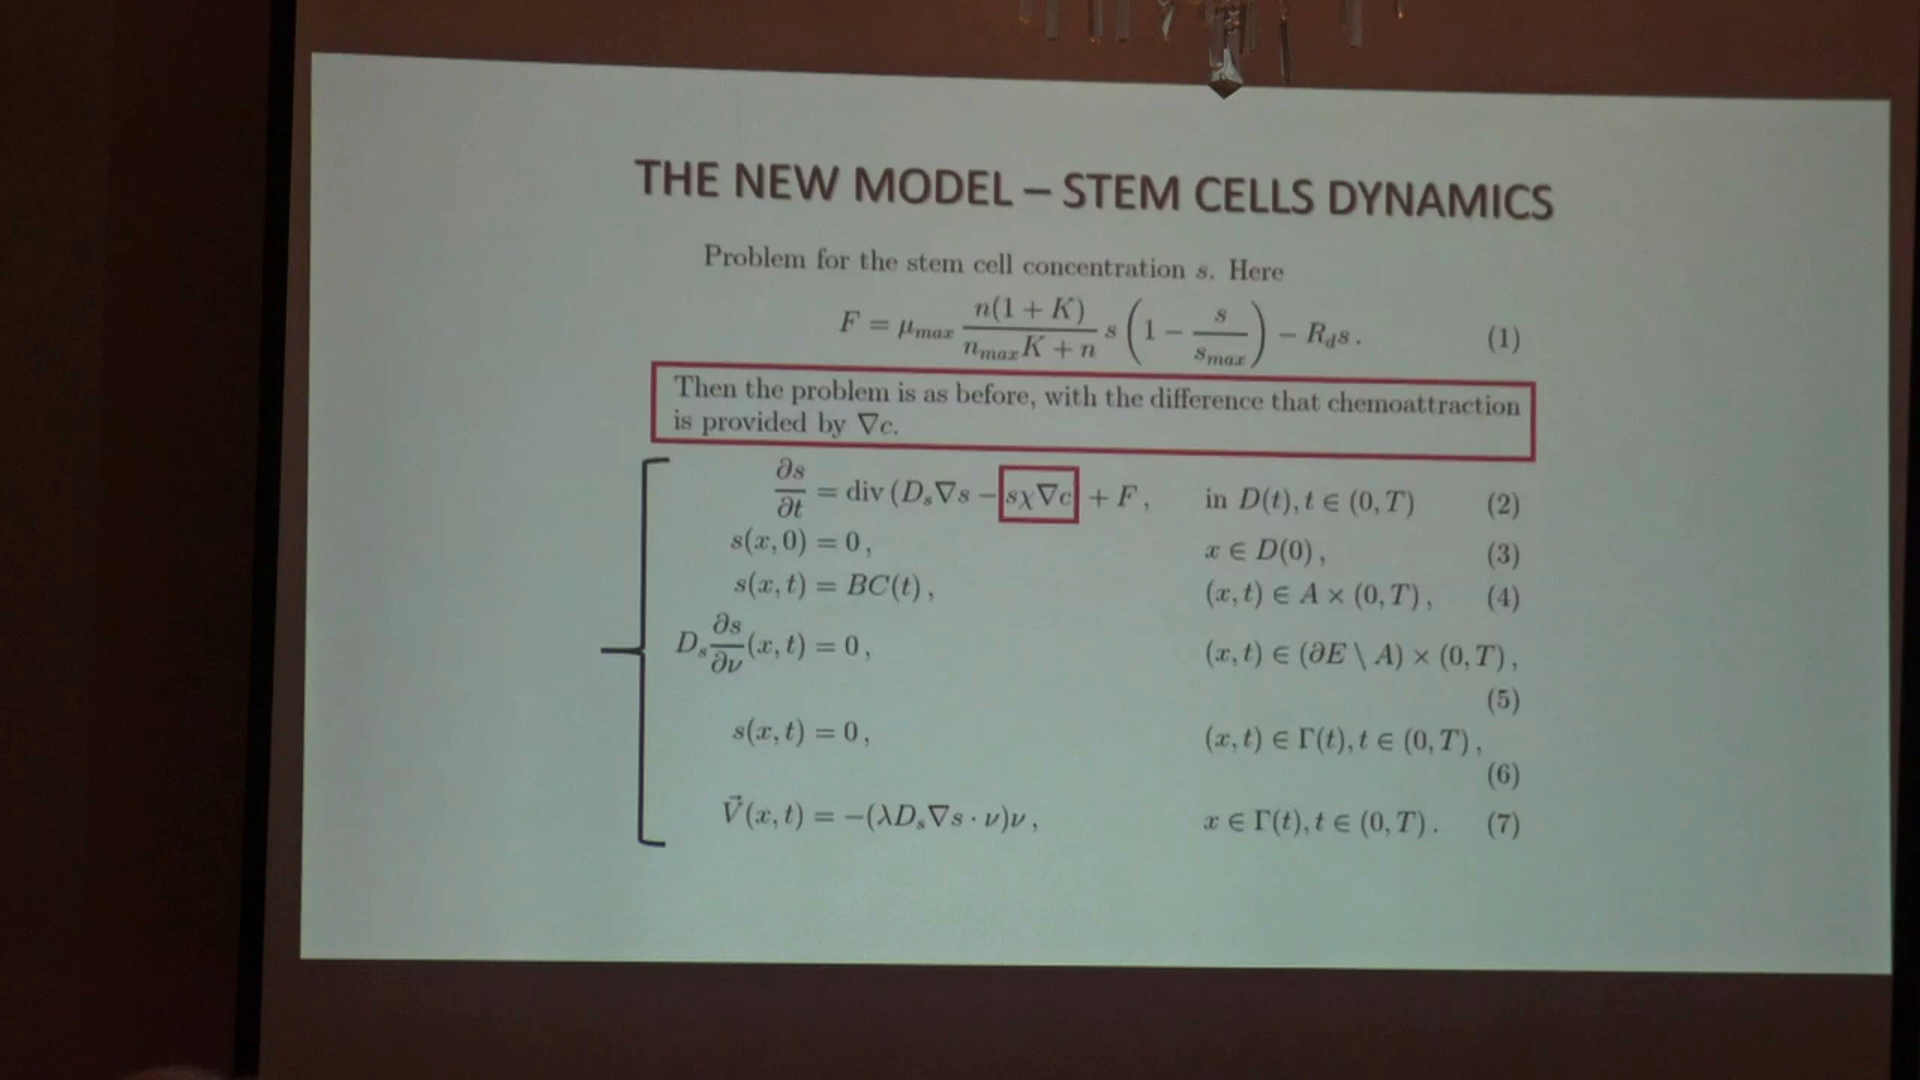 THE NEW MODEL – STEM CELLS DYNAMICS
Problem for the stem cell concentration s. Here
F = μ_max n(1 + K) / (n_max K + n) s (1 − s / s_max) − R_d s . (1)
Then the problem is as before, with the difference that chemoattraction
is provided by ∇c.
∂s/∂t = div (D_s∇s − sχ∇c + F , in D(t), t ∈ (0, T) (2)
s(x, 0) = 0 , x ∈ D(0) , (3)
s(x, t) = BC(t) , (x, t) ∈ A × (0, T) , (4)
D_s ∂s/∂ν (x, t) = 0 , (x, t) ∈ (∂E \ A) × (0, T) ,
(5)
s(x, t) = 0 , (x, t) ∈ Γ(t), t ∈ (0, T) ,
(6)
V⃗(x, t) = −(λD_s∇s · ν)ν , x ∈ Γ(t), t ∈ (0, T) . (7)